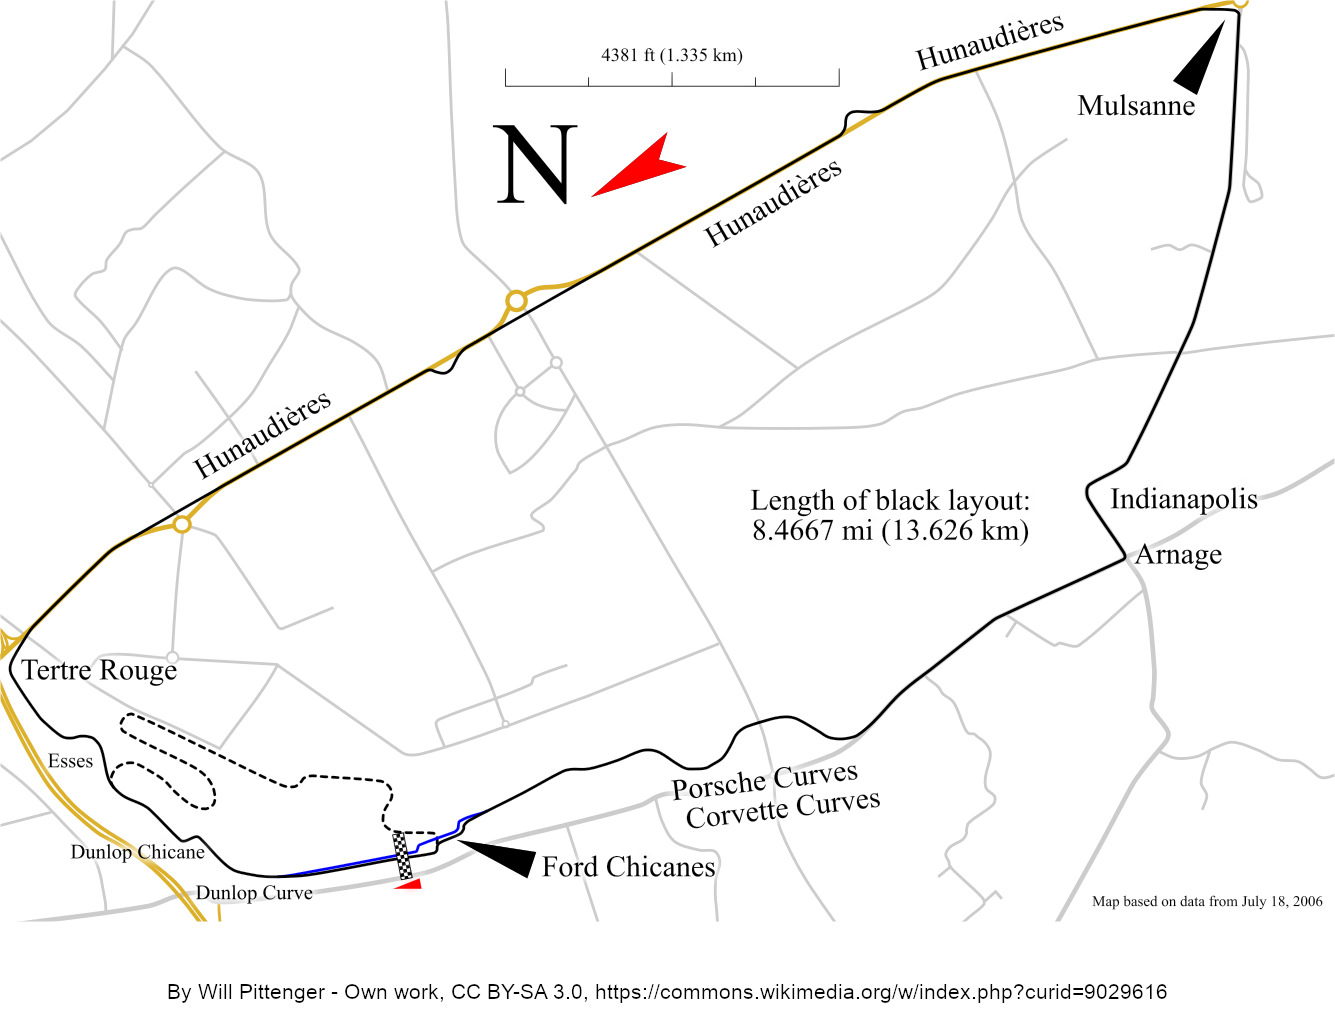 Hunaudières
4381 ft (1.335 km)
Mulsanne
N
Hunaudières
Hunaudières
Length of black layout:
8.4667 mi (13.626 km)
Indianapolis
Arnage
Tertre Rouge
Esses
Porsche Curves
Corvette Curves
Dunlop Chicane
Ford Chicanes
Dunlop Curve
Map based on data from July 18, 2006
By Will Pittenger - Own work, CC BY-SA 3.0, https://commons.wikimedia.org/w/index.php?curid=9029616